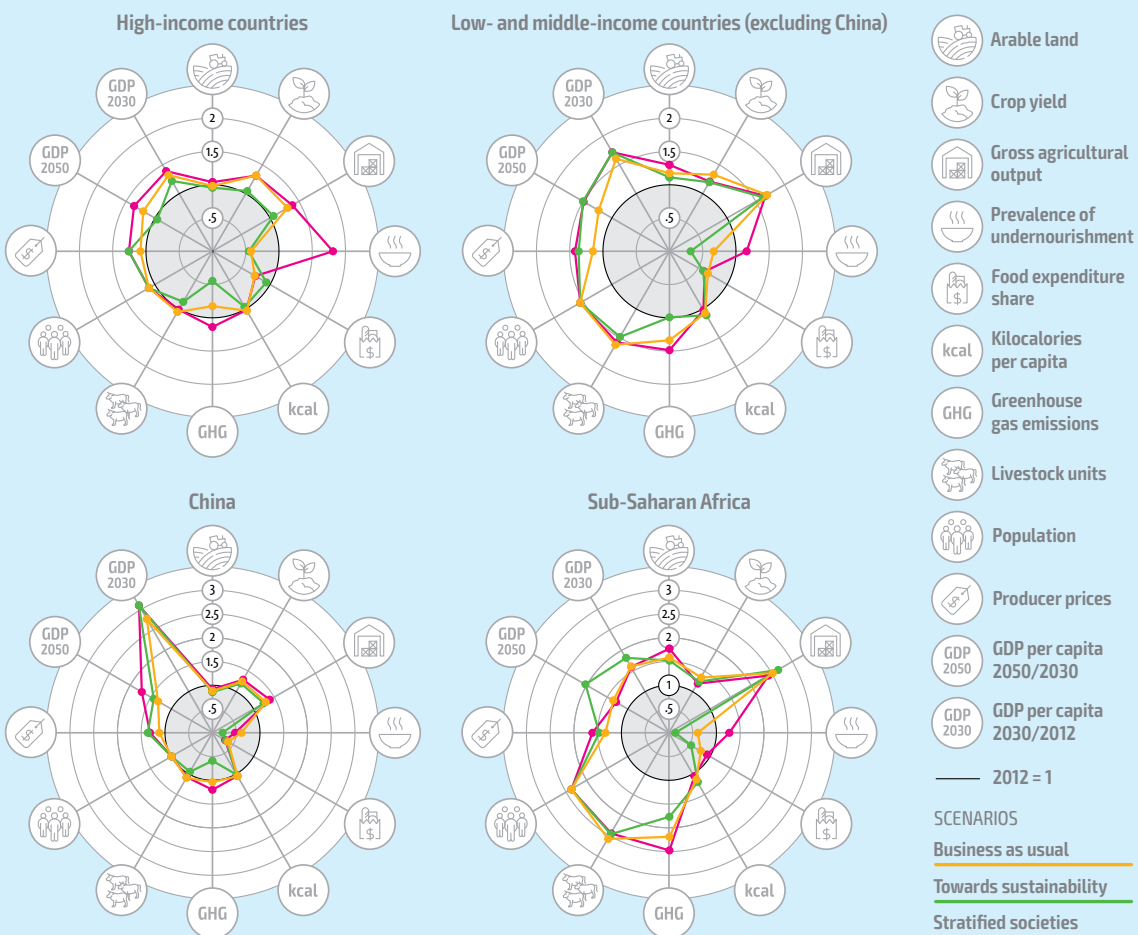 High-income countries
Low- and middle-income countries (excluding China)
GDP
2030
GDP
2050
2
1.5
.5
$
$
kcal
GHG
GDP
2030
GDP
2050
2
1.5
.5
$
$
kcal
GHG
China
Sub-Saharan Africa
GDP
2030
GDP
2050
3
2.5
2
1.5
1
.5
$
$
kcal
GHG
GDP
2030
GDP
2050
3
2.5
2
1
.5
$
$
kcal
GHG
Arable land
Crop yield
Gross agricultural
output
Prevalence of
undernourishment
$
Food expenditure
share
kcal
Kilocalories
per capita
GHG
Greenhouse
gas emissions
Livestock units
Population
$
Producer prices
GDP
2050
GDP per capita
2050/2030
GDP
2030
GDP per capita
2030/2012
2012 = 1
SCENARIOS
Business as usual
Towards sustainability
Stratified societies